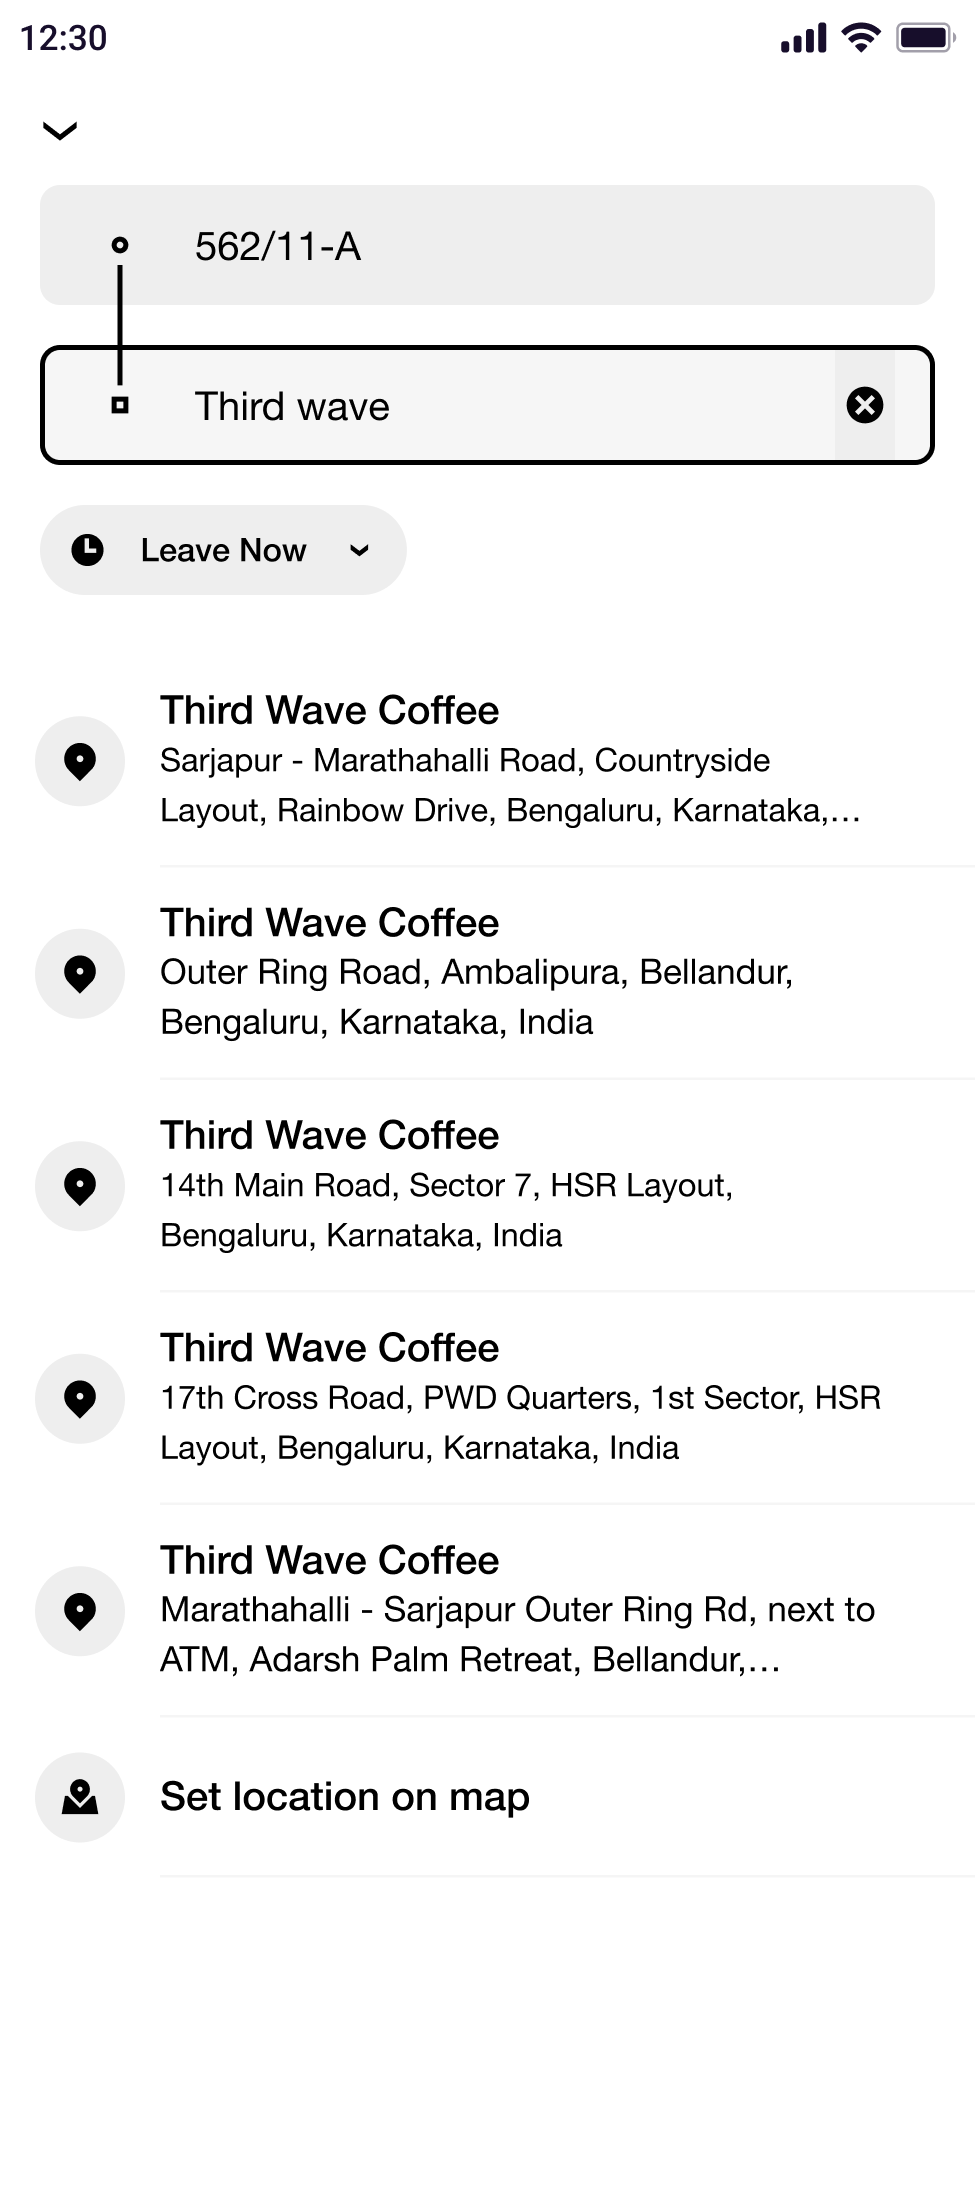 12:30
562/11-A
Third wave
Leave Now
Third Wave Coffee
Sarjapur - Marathahalli Road, Countryside
Layout, Rainbow Drive, Bengaluru, Karnataka,...
Third Wave Coffee
Outer Ring Road, Ambalipura, Bellandur,
Bengaluru, Karnataka, India
Third Wave Coffee
14th Main Road, Sector 7, HSR Layout,
Bengaluru, Karnataka, India
Third Wave Coffee
17th Cross Road, PWD Quarters, 1st Sector, HSR
Layout, Bengaluru, Karnataka, India
Third Wave Coffee
Marathahalli - Sarjapur Outer Ring Rd, next to
ATM, Adarsh Palm Retreat, Bellandur,...
Set location on map